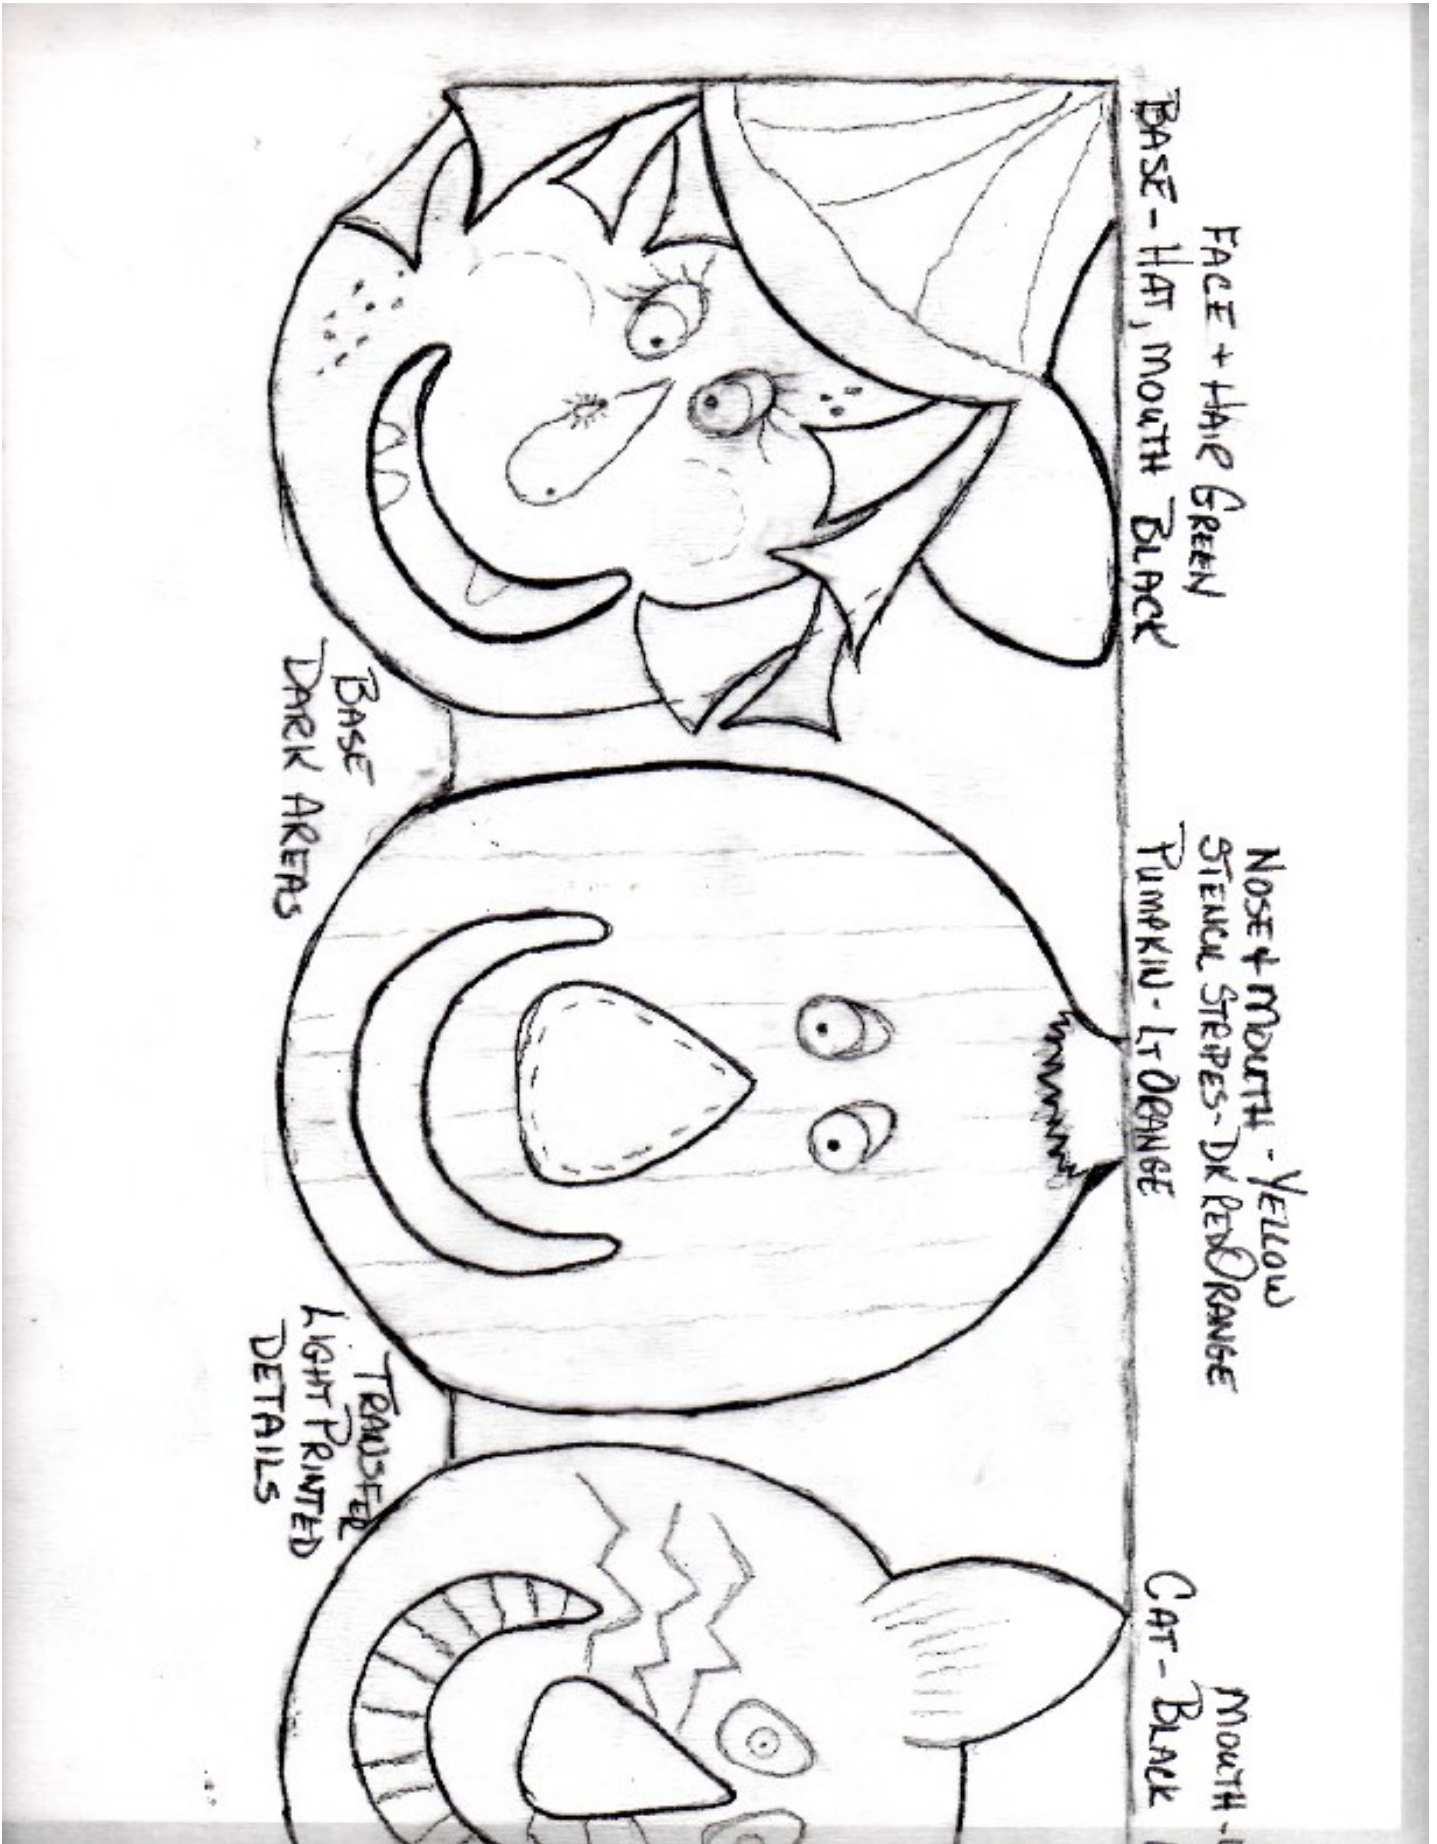 FACE + HAIR GREEN
BASE - HAT, MOUTH BLACK
NOSE & MOUTH - YELLOW
STENCIL STRIPES - DK RED ORANGE
PUMPKIN - LT ORANGE
MOUTH -
CAT - BLACK
BASE
DARK AREAS
TRANSFER
LIGHT PRINTED
DETAILS